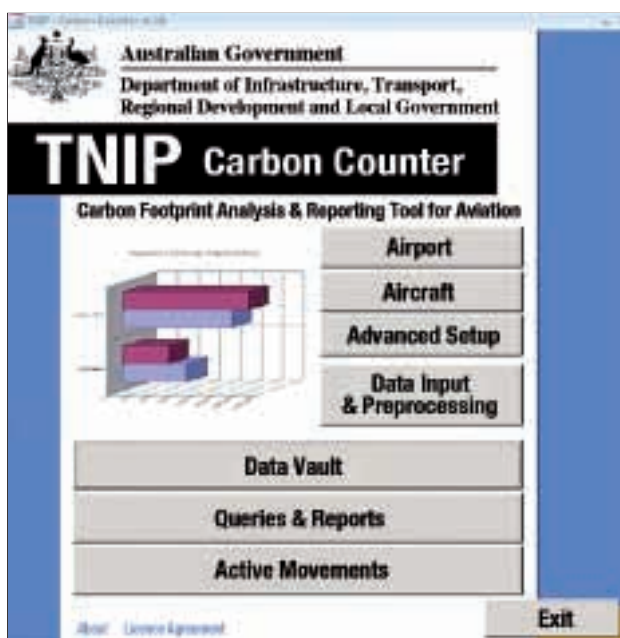 Australian Government
Department of Infrastructure, Transport,
Regional Development and Local Government
TNIP Carbon Counter
Carbon Footprint Analysis & Reporting Tool for Aviation
Airport
Aircraft
Advanced Setup
Data Input
& Preprocessing
Data Vault
Queries & Reports
Active Movements
About License Agreement
Exit